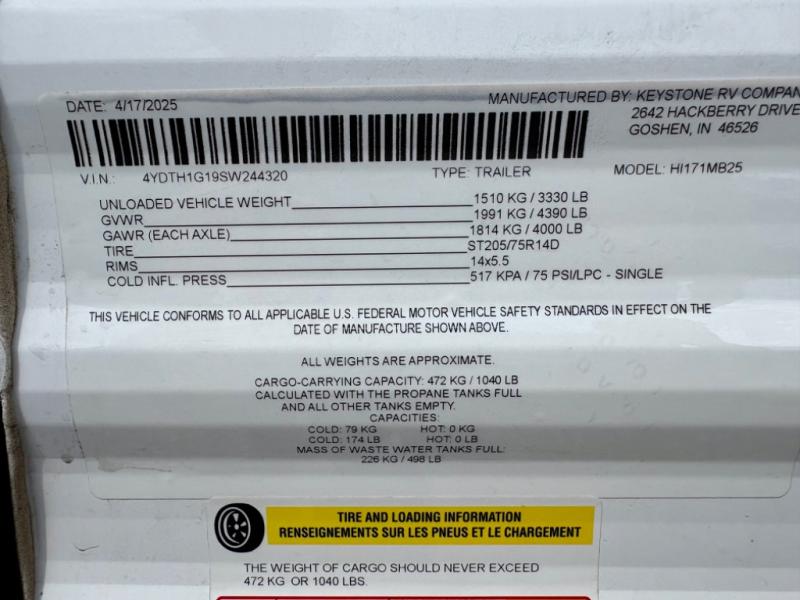 DATE: 4/17/2025
MANUFACTURED BY: KEYSTONE RV COMPAN
2642 HACKBERRY DRIVE
GOSHEN, IN 46526
V.I.N.: 4YDTH1G19SW244320 TYPE: TRAILER MODEL: HI171MB25
UNLOADED VEHICLE WEIGHT 1510 KG / 3330 LB
GVWR 1991 KG / 4390 LB
GAWR (EACH AXLE) 1814 KG / 4000 LB
TIRE ST205/75R14D
RIMS 14x5.5
COLD INFL. PRESS 517 KPA / 75 PSI/LPC - SINGLE
THIS VEHICLE CONFORMS TO ALL APPLICABLE U.S. FEDERAL MOTOR VEHICLE SAFETY STANDARDS IN EFFECT ON THE
DATE OF MANUFACTURE SHOWN ABOVE.
ALL WEIGHTS ARE APPROXIMATE.
CARGO-CARRYING CAPACITY: 472 KG / 1040 LB
CALCULATED WITH THE PROPANE TANKS FULL
AND ALL OTHER TANKS EMPTY.
CAPACITIES:
COLD: 79 KG HOT: 0 KG
COLD: 174 LB HOT: 0 LB
MASS OF WASTE WATER TANKS FULL:
226 KG / 498 LB
TIRE AND LOADING INFORMATION
RENSEIGNEMENTS SUR LES PNEUS ET LE CHARGEMENT
THE WEIGHT OF CARGO SHOULD NEVER EXCEED
472 KG OR 1040 LBS.